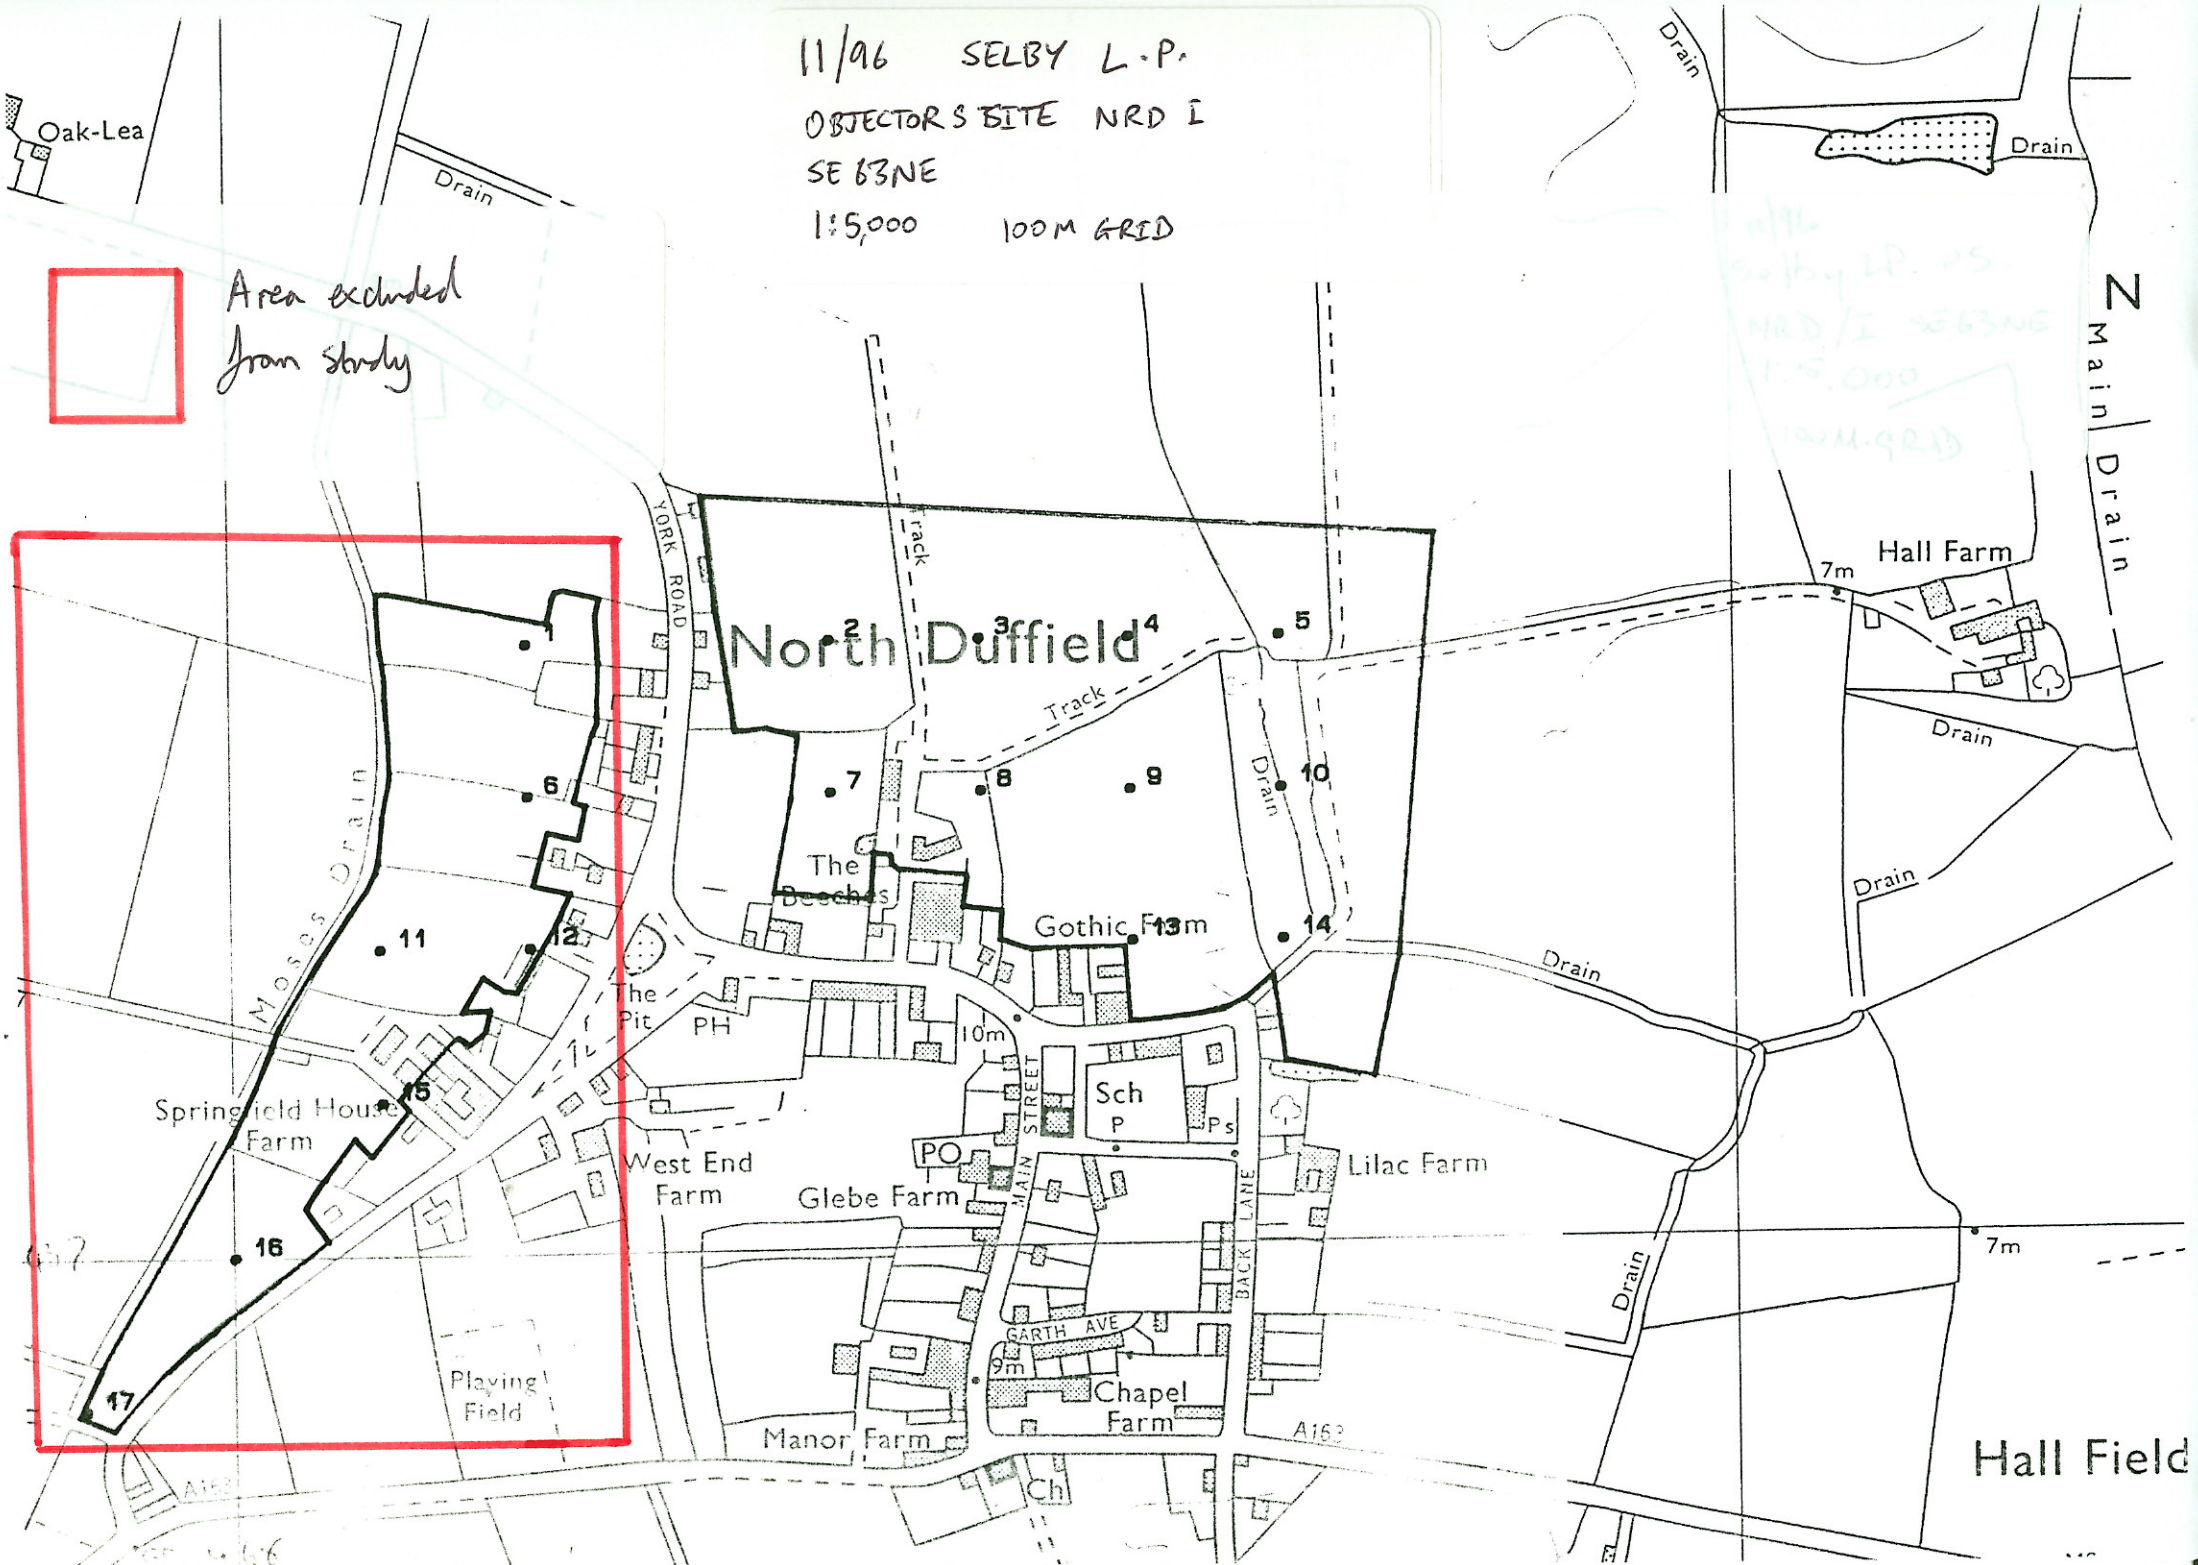 11/96 SELBY L.P.
OBJECTORS SITE NRD I
SE 63NE
1:5,000 100M GRID
Area excluded
from study
Oak-Lea
Drain
Drain
Drain
N
Main Drain
YORK ROAD
Track
North Duffield
Track
Hall Farm
7m
Drain
Drain
Drain
Drain
Drain
Drain
Moses Drain
1
2
3
4
5
6
7
8
9
10
11
12
13
14
15
16
17
The
Beeches
Gothic Farm
The
Pit
PH
10m
Springfield House
Farm
West End
Farm
MAIN STREET
Sch
P
Ps
PO
Glebe Farm
Lilac Farm
BACK LANE
7m
GARTH AVE
9m
Chapel
Farm
Playing
Field
Manor Farm
A163
A163
Ch
Hall Field